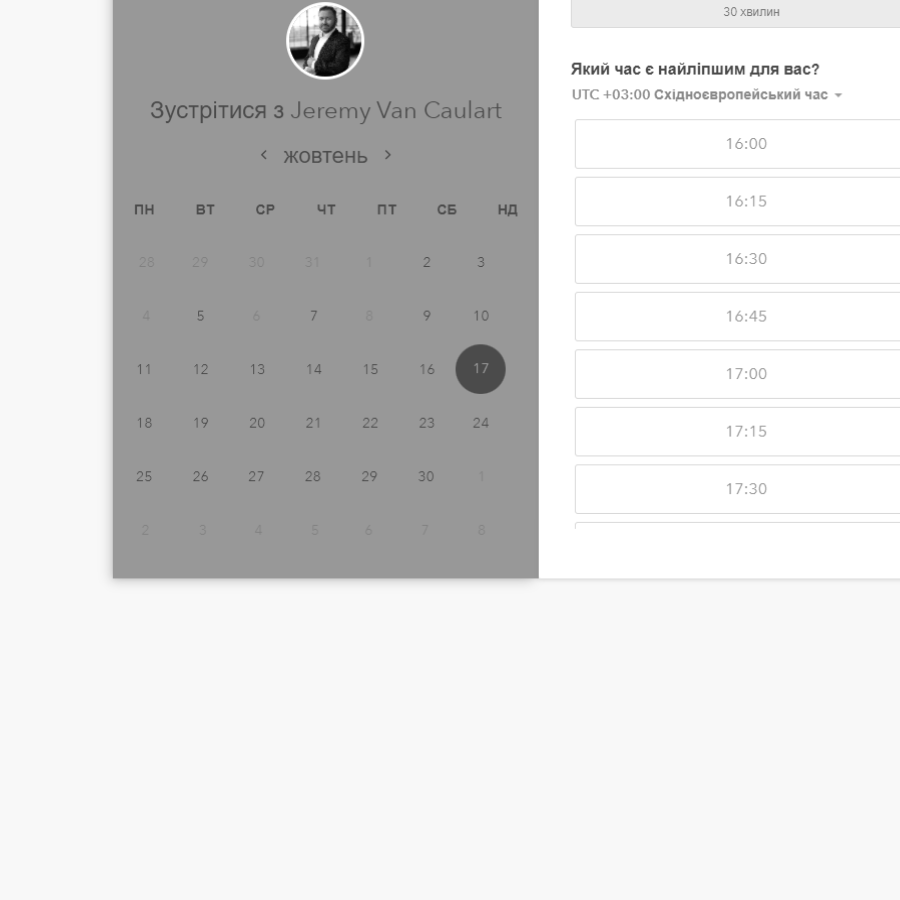 Зустрітися з Jeremy Van Caulart
жовтень
ПН ВТ СР ЧТ ПТ СБ НД
28 29 30 31 1 2 3
4 5 6 7 8 9 10
11 12 13 14 15 16 17
18 19 20 21 22 23 24
25 26 27 28 29 30 1
2 3 4 5 6 7 8
30 хвилин
Який час є найліпшим для вас?
UTC +03:00 Східноєвропейський час
16:00
16:15
16:30
16:45
17:00
17:15
17:30